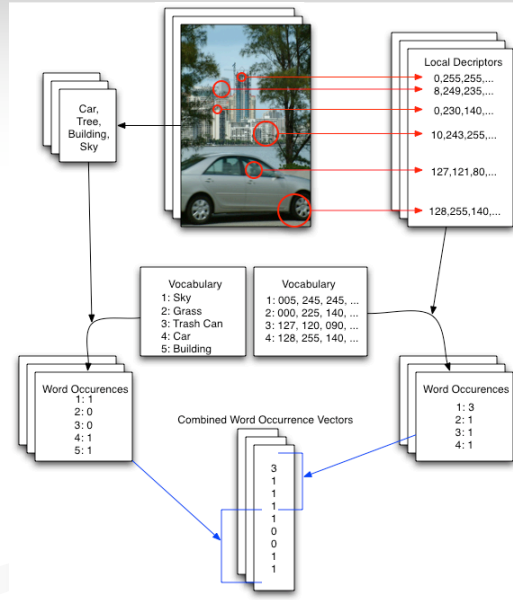 Car,
Tree,
Building,
Sky
Local Decriptors
0,255,255,...
8,249,235,...
0,230,140,...
10,243,255,...
127,121,80,...
128,255,140,...
Vocabulary
1: Sky
2: Grass
3: Trash Can
4: Car
5: Building
Vocabulary
1: 005, 245, 245, ...
2: 000, 225, 140, ...
3: 127, 120, 090, ...
4: 128, 255, 140, ...
Word Occurences
1: 1
2: 0
3: 0
4: 1
5: 1
Word Occurences
1: 3
2: 1
3: 1
4: 1
Combined Word Occurrence Vectors
3
1
1
1
1
0
0
1
1